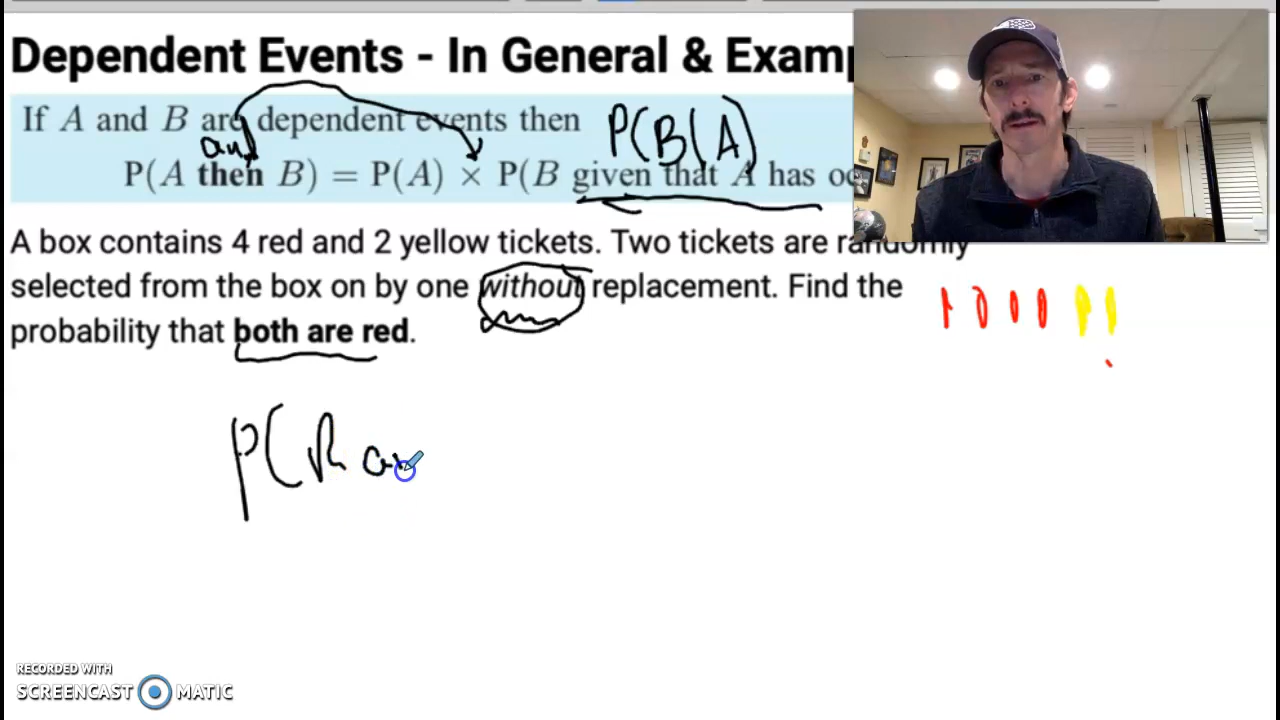 Dependent Events - In General & Examp
If A and B are dependent events then P(B|A)
and
P(A then B) = P(A) × P(B given that A has oc
A box contains 4 red and 2 yellow tickets. Two tickets are randomly
selected from the box on by one without replacement. Find the
probability that both are red.
P(R an
RECORDED WITH
SCREENCAST MATIC